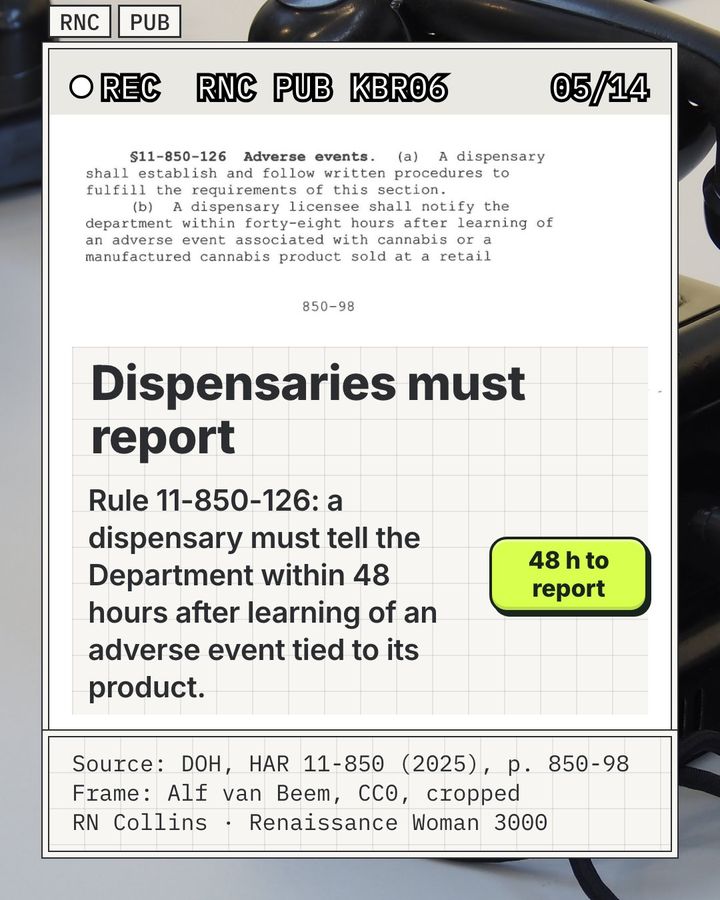 RNC PUB
REC RNC PUB KBR06 05/14
§11-850-126 Adverse events. (a) A dispensary
shall establish and follow written procedures to
fulfill the requirements of this section.
(b) A dispensary licensee shall notify the
department within forty-eight hours after learning of
an adverse event associated with cannabis or a
manufactured cannabis product sold at a retail
850-98
Dispensaries must
report
Rule 11-850-126: a
dispensary must tell the
Department within 48
hours after learning of an
adverse event tied to its
product.
48 h to
report
Source: DOH, HAR 11-850 (2025), p. 850-98
Frame: Alf van Beem, CC0, cropped
RN Collins · Renaissance Woman 3000